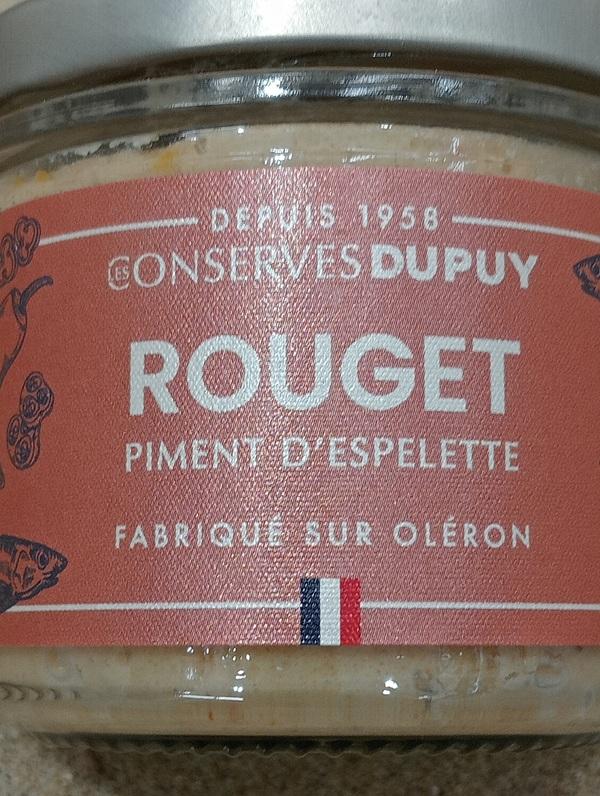 DEPUIS 1958
LES CONSERVES DUPUY
ROUGET
PIMENT D'ESPELETTE
FABRIQUÉ SUR OLÉRON